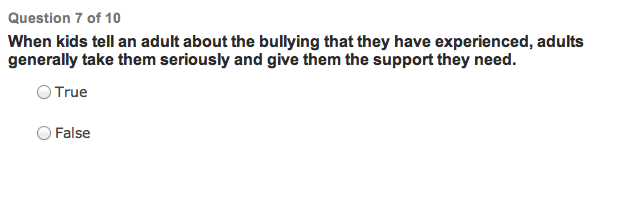 Question 7 of 10
When kids tell an adult about the bullying that they have experienced, adults
generally take them seriously and give them the support they need.
True
False